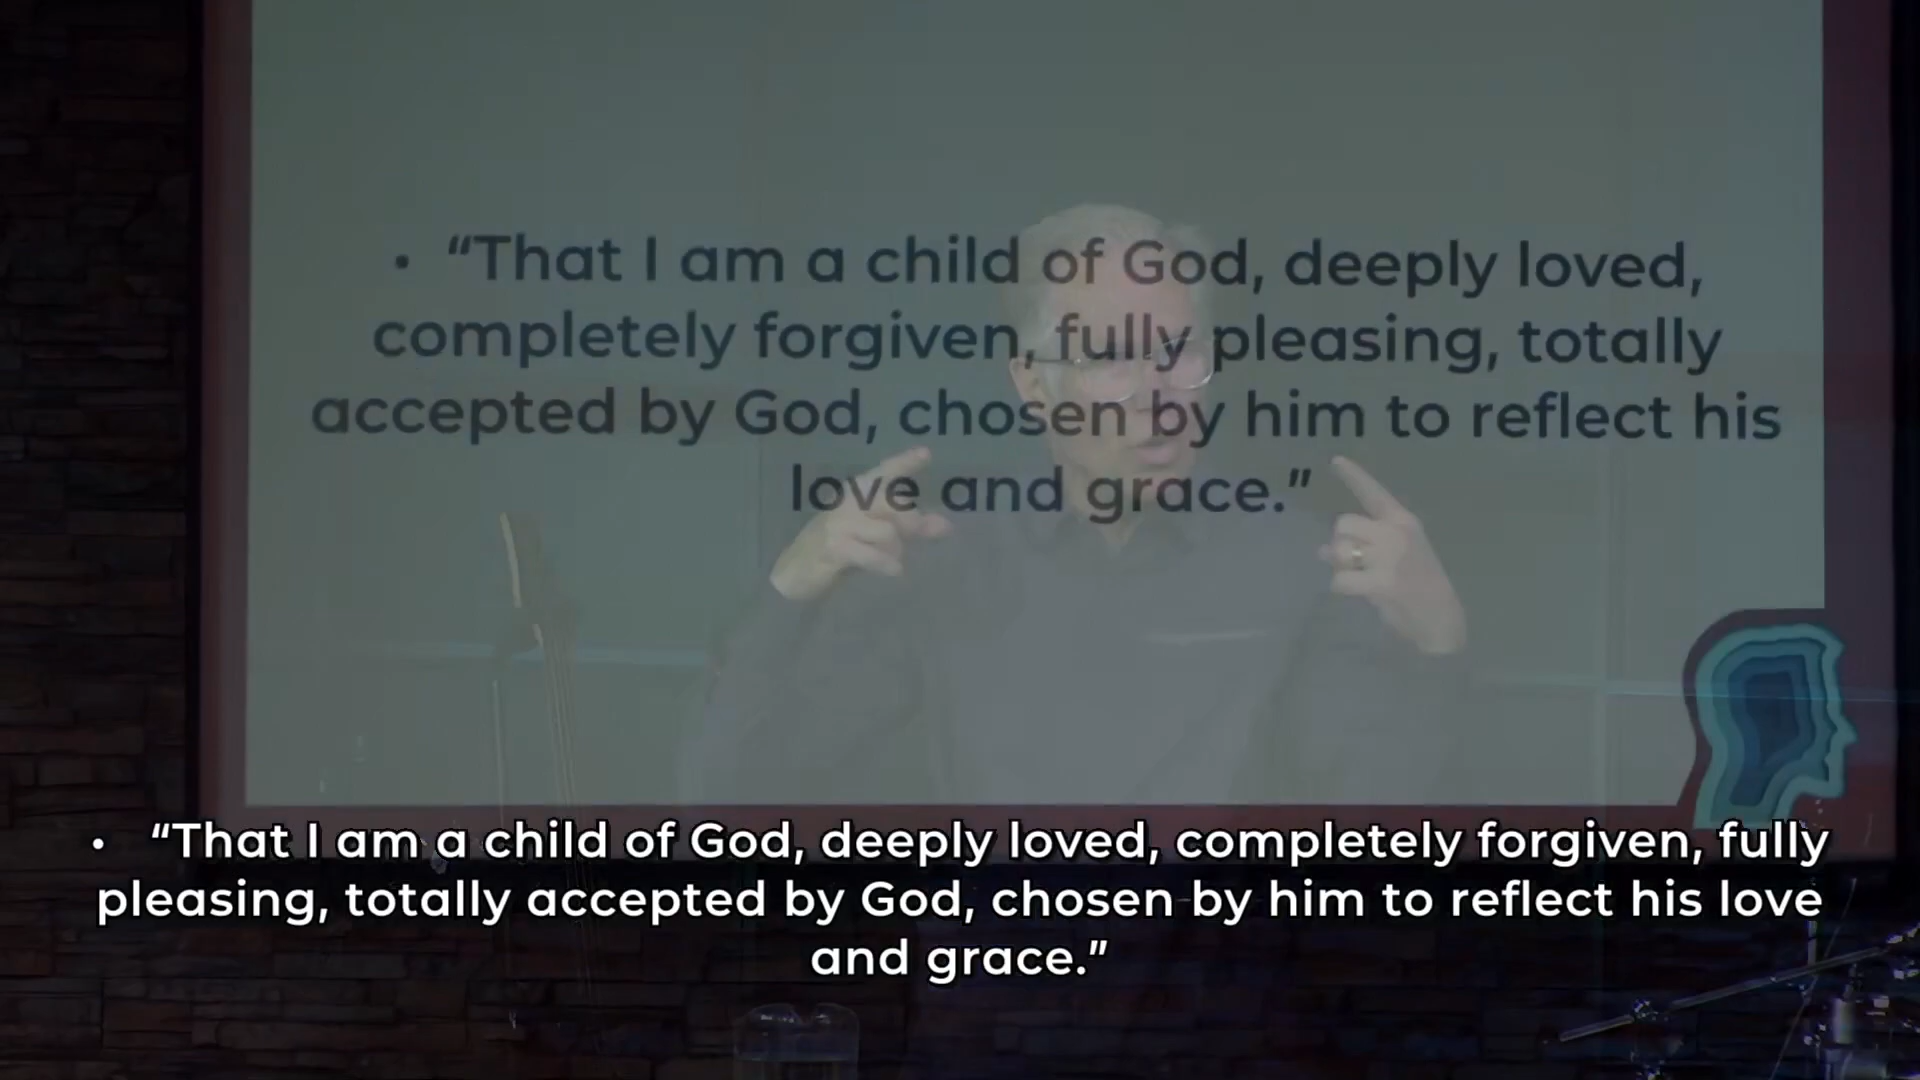 • “That I am a child of God, deeply loved,
completely forgiven, fully pleasing, totally
accepted by God, chosen by him to reflect his
love and grace.”
• “That I am a child of God, deeply loved, completely forgiven, fully
pleasing, totally accepted by God, chosen by him to reflect his love
and grace.”